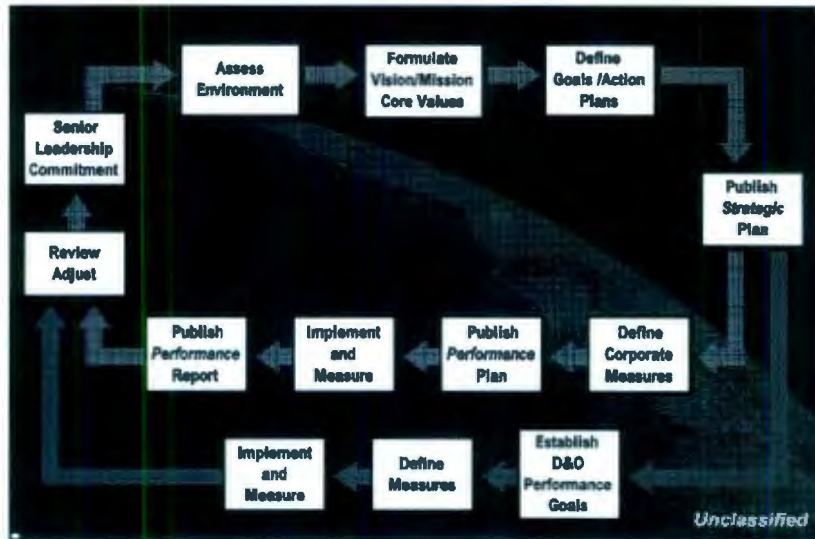 Assess
Environment
Formulate
Vision/Mission
Core Values
Define
Goals /Action
Plans
Senior
Leadership
Commitment
Publish
Strategic
Plan
Review
Adjust
Publish
Performance
Report
Implement
and
Measure
Publish
Performance
Plan
Define
Corporate
Measures
Implement
and
Measure
Define
Measures
Establish
D&O
Performance
Goals
Unclassified